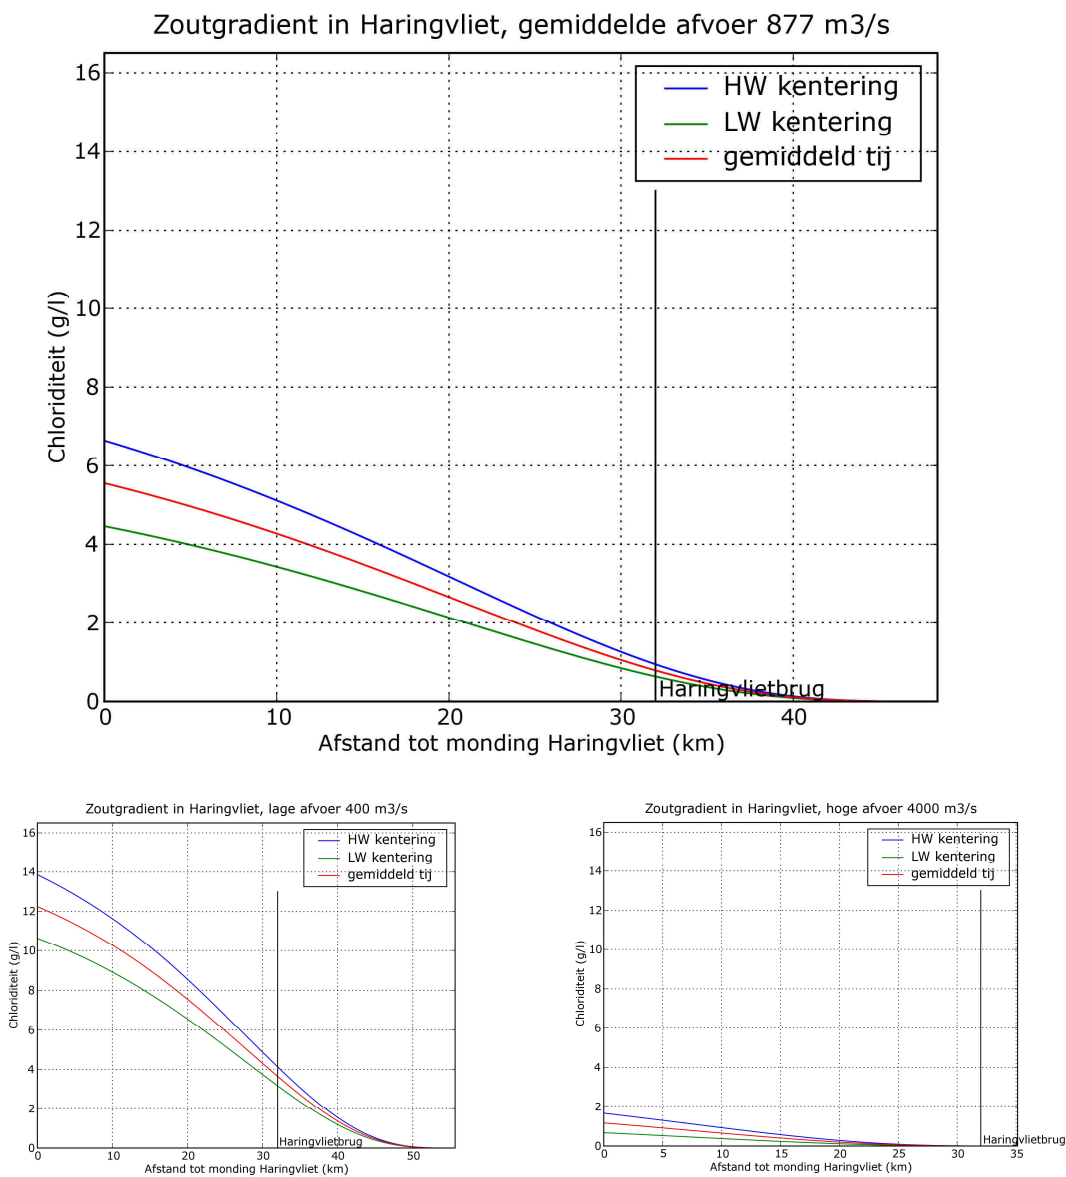 Zoutgradient in Haringvliet, gemiddelde afvoer 877 m3/s
16
14
12
10
8
6
4
2
0
Chloriditeit (g/l)
HW kentering
LW kentering
gemiddeld tij
Haringvlietbrug
0 10 20 30 40
Afstand tot monding Haringvliet (km)
Zoutgradient in Haringvliet, lage afvoer 400 m3/s
16
14
12
10
8
6
4
2
0
Chloriditeit (g/l)
HW kentering
LW kentering
gemiddeld tij
Haringvlietbrug
0 10 20 30 40 50
Afstand tot monding Haringvliet (km)
Zoutgradient in Haringvliet, hoge afvoer 4000 m3/s
16
14
12
10
8
6
4
2
0
Chloriditeit (g/l)
HW kentering
LW kentering
gemiddeld tij
Haringvlietbrug
0 5 10 15 20 25 30 35
Afstand tot monding Haringvliet (km)